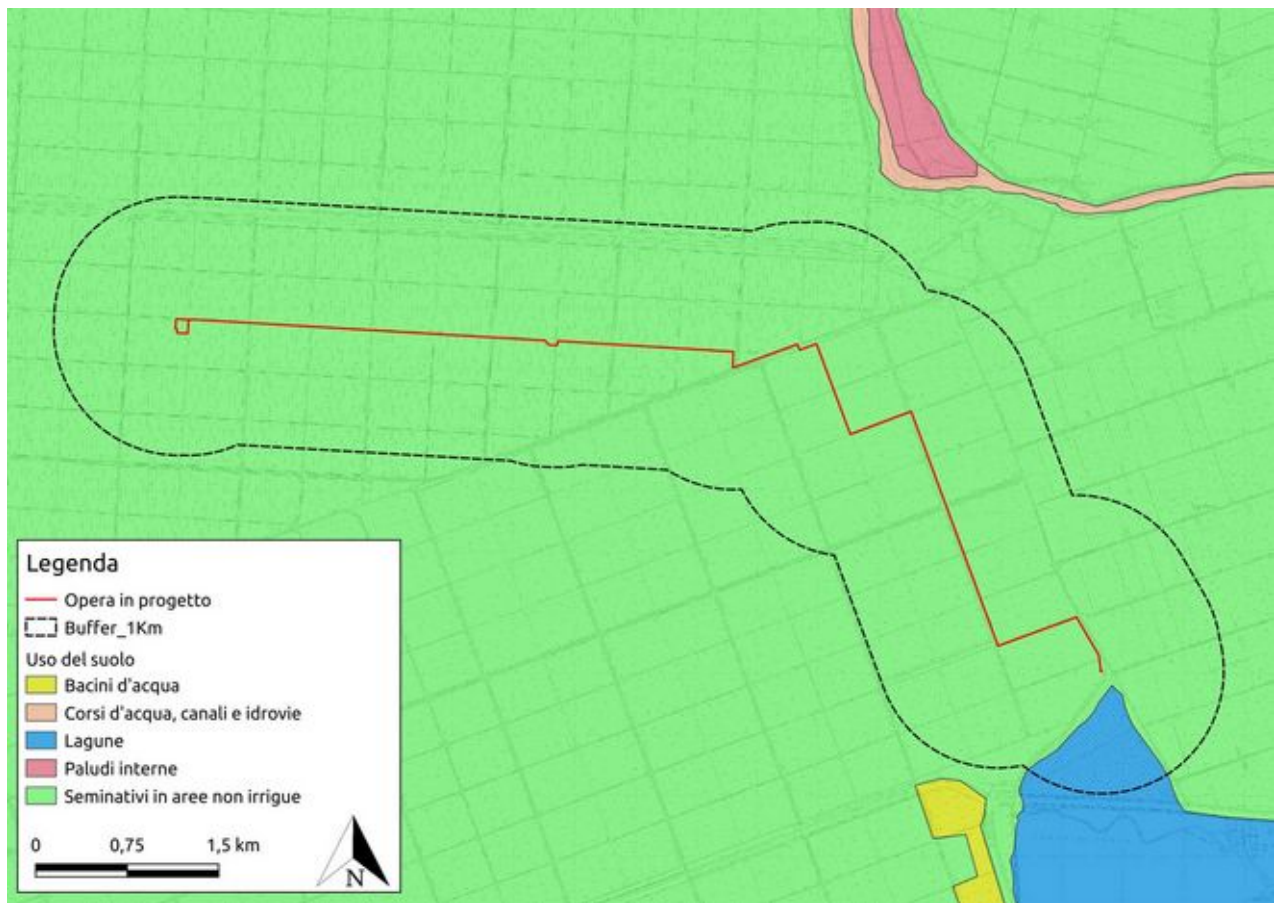 Legenda
Opera in progetto
Buffer_1Km
Uso del suolo
Bacini d'acqua
Corsi d'acqua, canali e idrovie
Lagune
Paludi interne
Seminativi in aree non irrigue
0 0,75 1,5 km
N